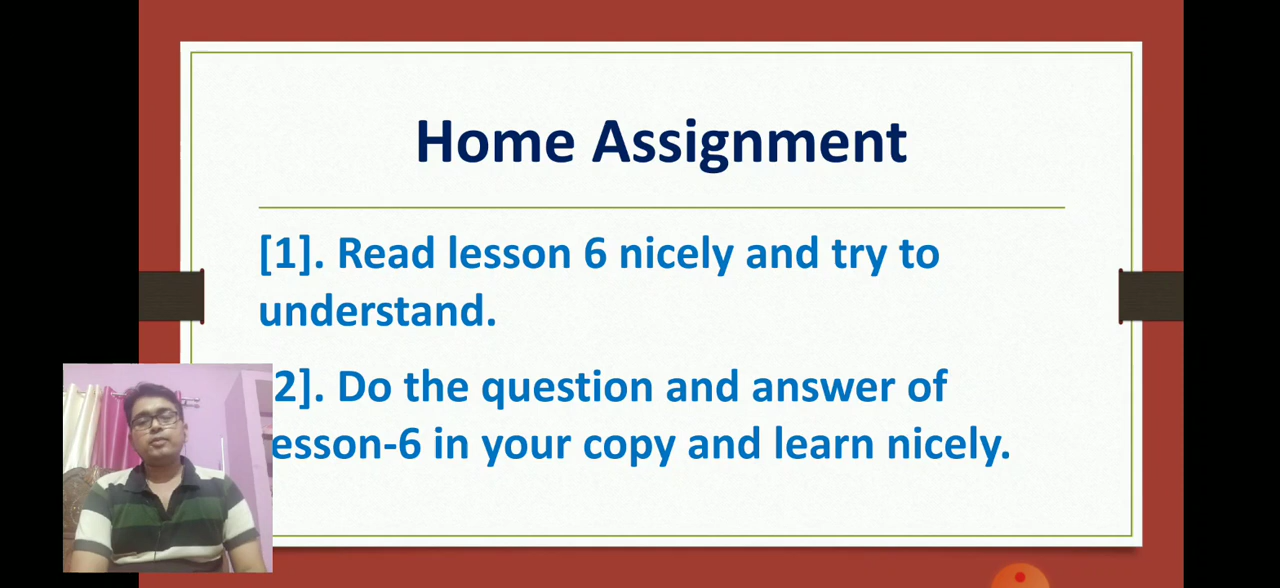 Home Assignment
[1]. Read lesson 6 nicely and try to
understand.
2]. Do the question and answer of
esson-6 in your copy and learn nicely.